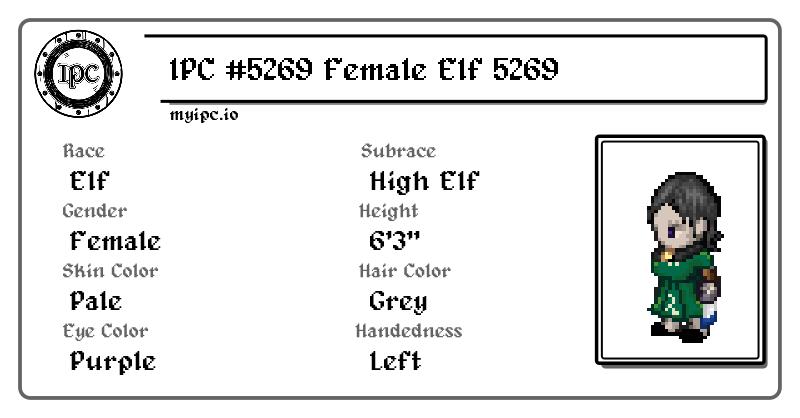 IPC
IPC #5269 Female Elf 5269
myipc.io
Race
Elf
Subrace
High Elf
Gender
Female
Height
6'3"
Skin Color
Pale
Hair Color
Grey
Eye Color
Purple
Handedness
Left